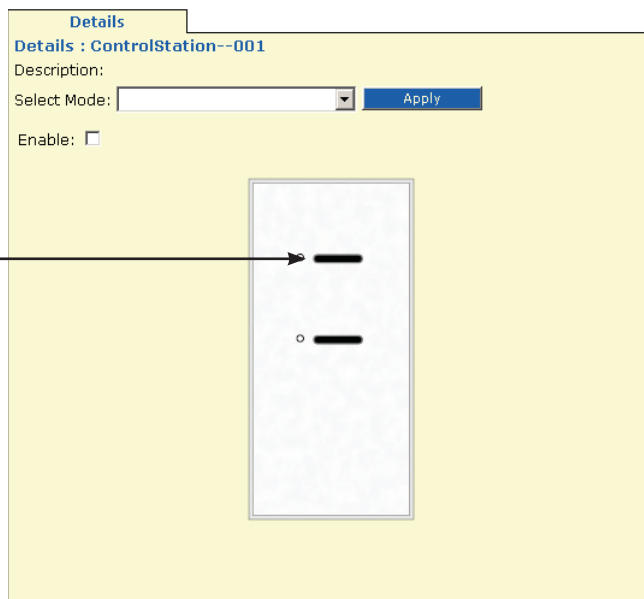 Details
Details : ControlStation--001
Description:
Select Mode: Apply
Enable: